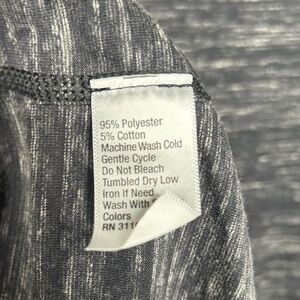 95% Polyester
5% Cotton
Machine Wash Cold
Gentle Cycle
Do Not Bleach
Tumbled Dry Low
Iron if Need
Wash With
Colors
RN